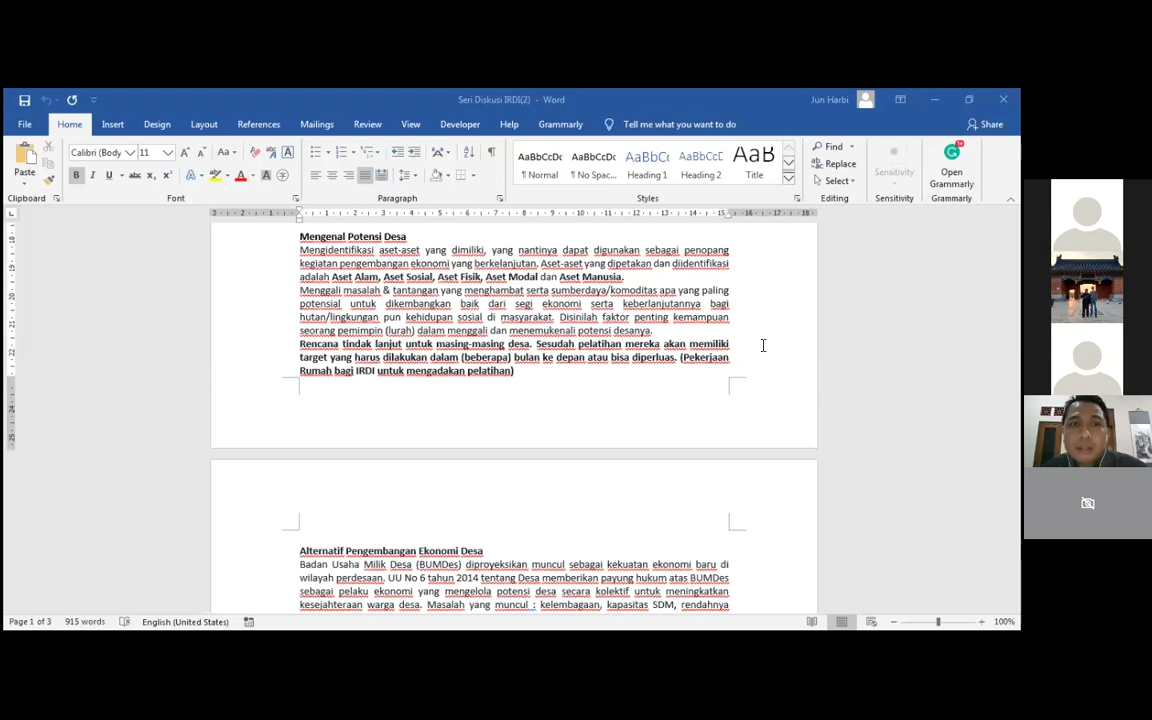 Seri Diskusi IRDI(2) - Word
Jun Harbi
File Home Insert Design Layout References Mailings Review View Developer Help Grammarly Tell me what you want to do Share
Paste
Calibri (Body 11
AaBbCcDc AaBbCcDc AaBbCc AaBbCcD AaB
¶ Normal ¶ No Spac... Heading 1 Heading 2 Title
Find
Replace
Select
Sensitivity
Open
Grammarly
Clipboard Font Paragraph Styles Editing Sensitivity Grammarly
Mengenal Potensi Desa
Mengidentifikasi aset-aset yang dimiliki, yang nantinya dapat digunakan sebagai penopang
kegiatan pengembangan ekonomi yang berkelanjutan. Aset-aset yang dipetakan dan diidentifikasi
adalah Aset Alam, Aset Sosial, Aset Fisik, Aset Modal dan Aset Manusia.
Menggali masalah & tantangan yang menghambat serta sumberdaya/komoditas apa yang paling
potensial untuk dikembangkan baik dari segi ekonomi serta keberlanjutannya bagi
hutan/lingkungan pun kehidupan sosial di masyarakat. Disinilah faktor penting kemampuan
seorang pemimpin (lurah) dalam menggali dan menemukenali potensi desanya.
Rencana tindak lanjut untuk masing-masing desa. Sesudah pelatihan mereka akan memiliki
target yang harus dilakukan dalam (beberapa) bulan ke depan atau bisa diperluas. (Pekerjaan
Rumah bagi IRDI untuk mengadakan pelatihan)
Alternatif Pengembangan Ekonomi Desa
Badan Usaha Milik Desa (BUMDes) diproyeksikan muncul sebagai kekuatan ekonomi baru di
wilayah perdesaan. UU No 6 tahun 2014 tentang Desa memberikan payung hukum atas BUMDes
sebagai pelaku ekonomi yang mengelola potensi desa secara kolektif untuk meningkatkan
kesejahteraan warga desa. Masalah yang muncul : kelembagaan, kapasitas SDM, rendahnya
Page 1 of 3 915 words English (United States) 100%